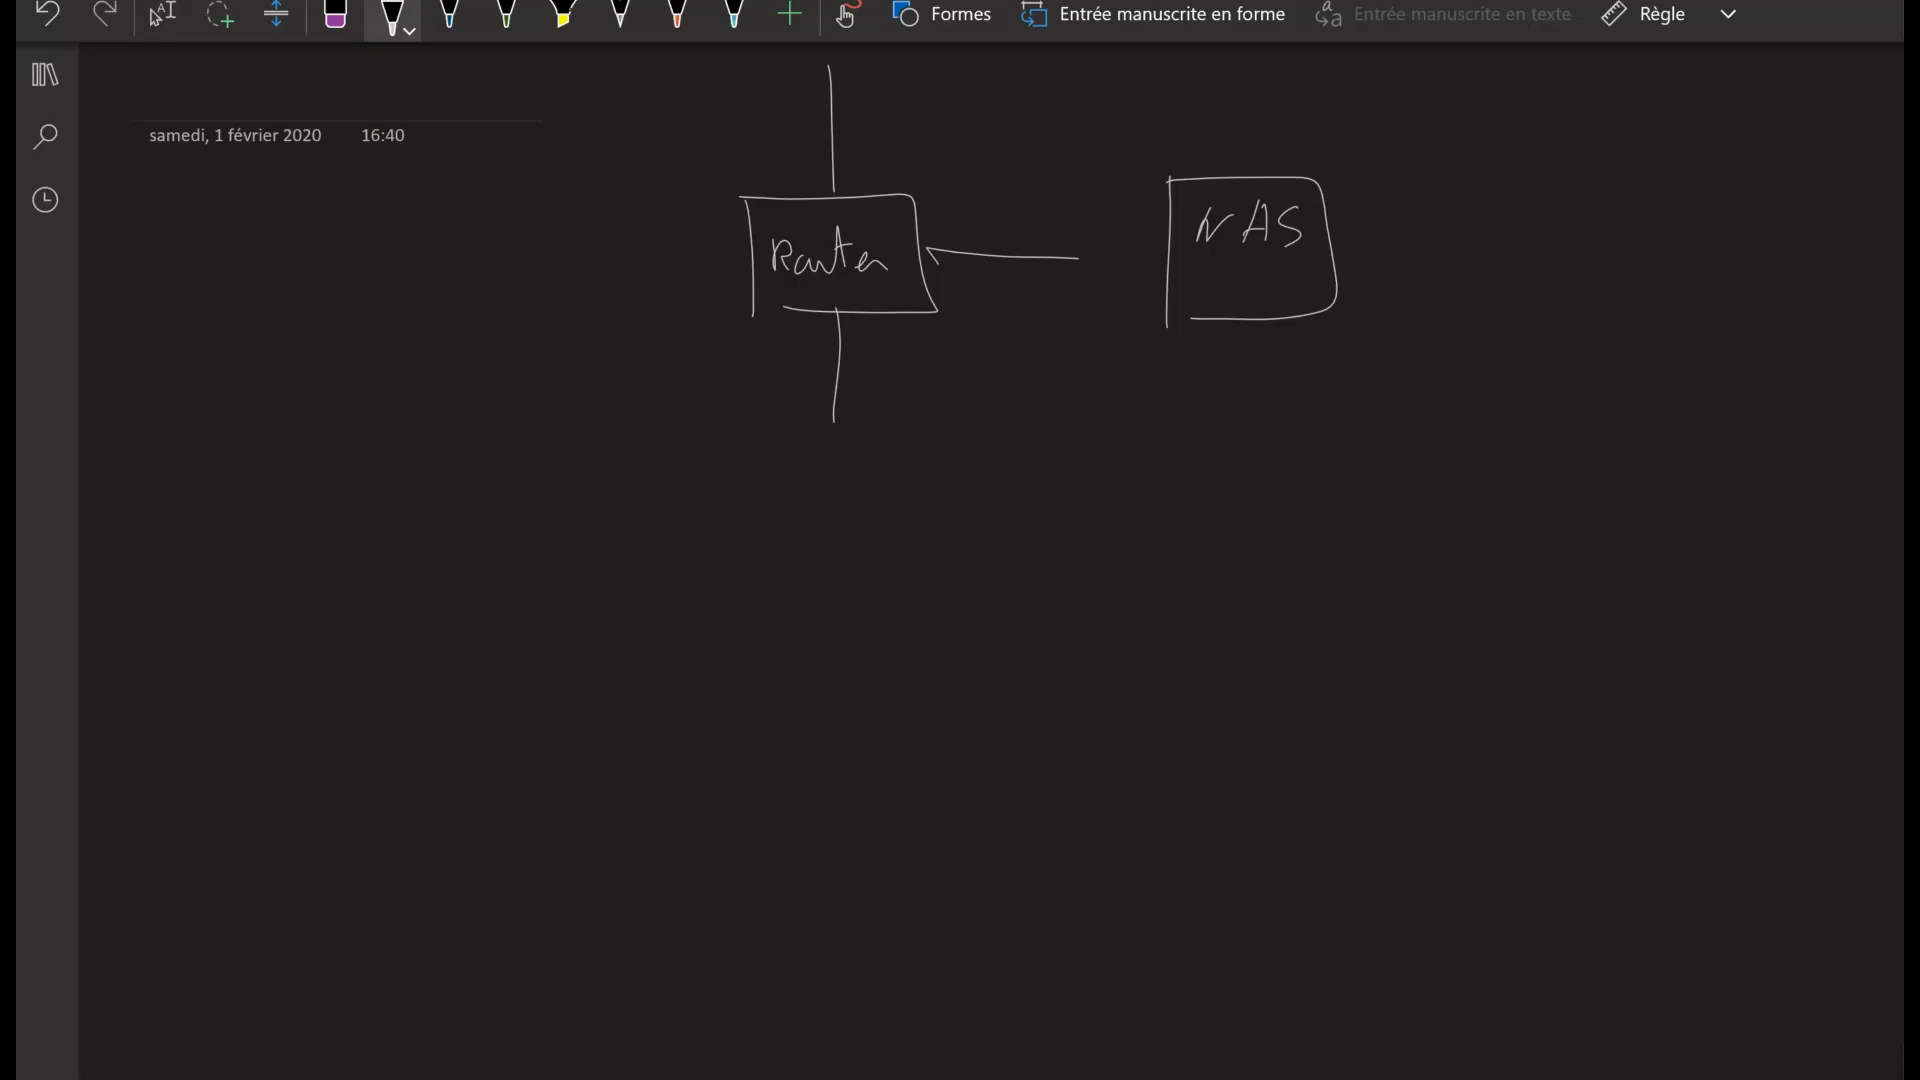 Formes Entrée manuscrite en forme Entrée manuscrite en texte Règle
samedi, 1 février 2020 16:40
Router
NAS